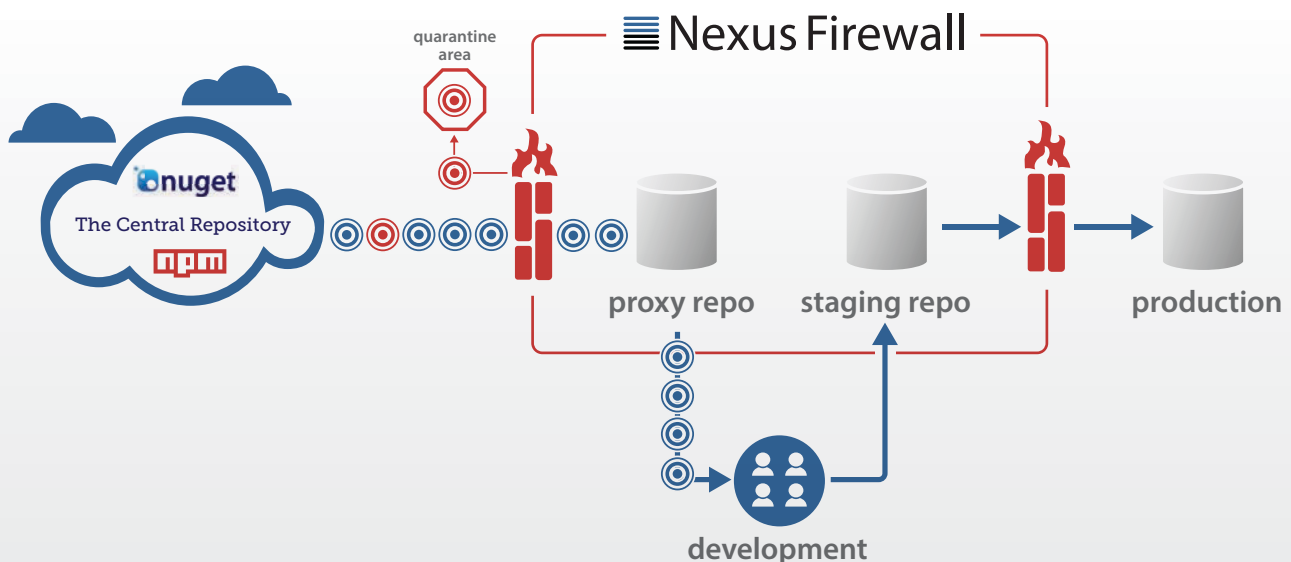 Nexus Firewall
quarantine
area
nuget
The Central Repository
npm
proxy repo
staging repo
production
development